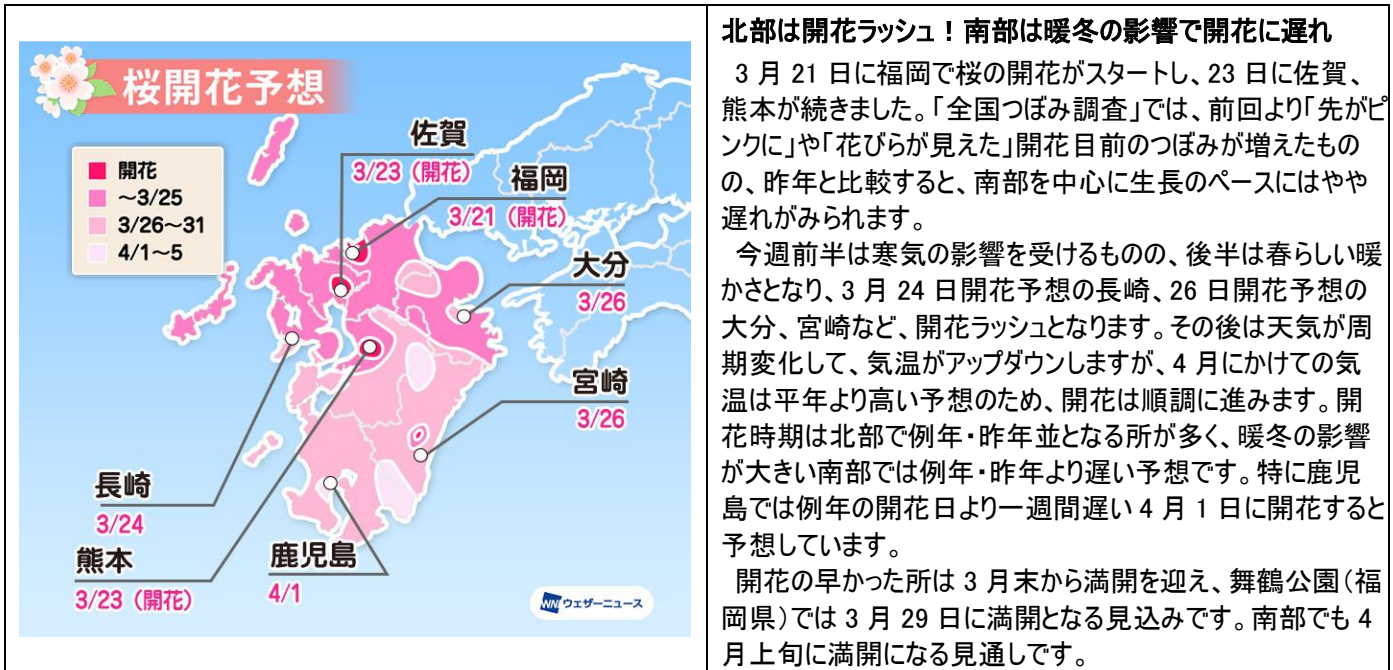 桜開花予想
開花
～3/25
3/26～31
4/1～5
佐賀
3/23（開花）
福岡
3/21（開花）
大分
3/26
宮崎
3/26
長崎
3/24
熊本
3/23（開花）
鹿児島
4/1
ウェザーニュース
北部は開花ラッシュ！南部は暖冬の影響で開花に遅れ
3 月 21 日に福岡で桜の開花がスタートし、23 日に佐賀、
熊本が続きました。「全国つぼみ調査」では、前回より「先がピ
ンクに」や「花びらが見えた」開花目前のつぼみが増えたもの
の、昨年と比較すると、南部を中心に生長のペースにはやや
遅れがみられます。
今週前半は寒気の影響を受けるものの、後半は春らしい暖
かさとなり、3 月 24 日開花予想の長崎、26 日開花予想の
大分、宮崎など、開花ラッシュとなります。その後は天気が周
期変化して、気温がアップダウンしますが、4 月にかけての気
温は平年より高い予想のため、開花は順調に進みます。開
花時期は北部で例年・昨年並となる所が多く、暖冬の影響
が大きい南部では例年・昨年より遅い予想です。特に鹿児
島では例年の開花日より一週間遅い 4 月 1 日に開花すると
予想しています。
開花の早かった所は 3 月末から満開を迎え、舞鶴公園（福
岡県）では 3 月 29 日に満開となる見込みです。南部でも 4
月上旬に満開になる見通しです。